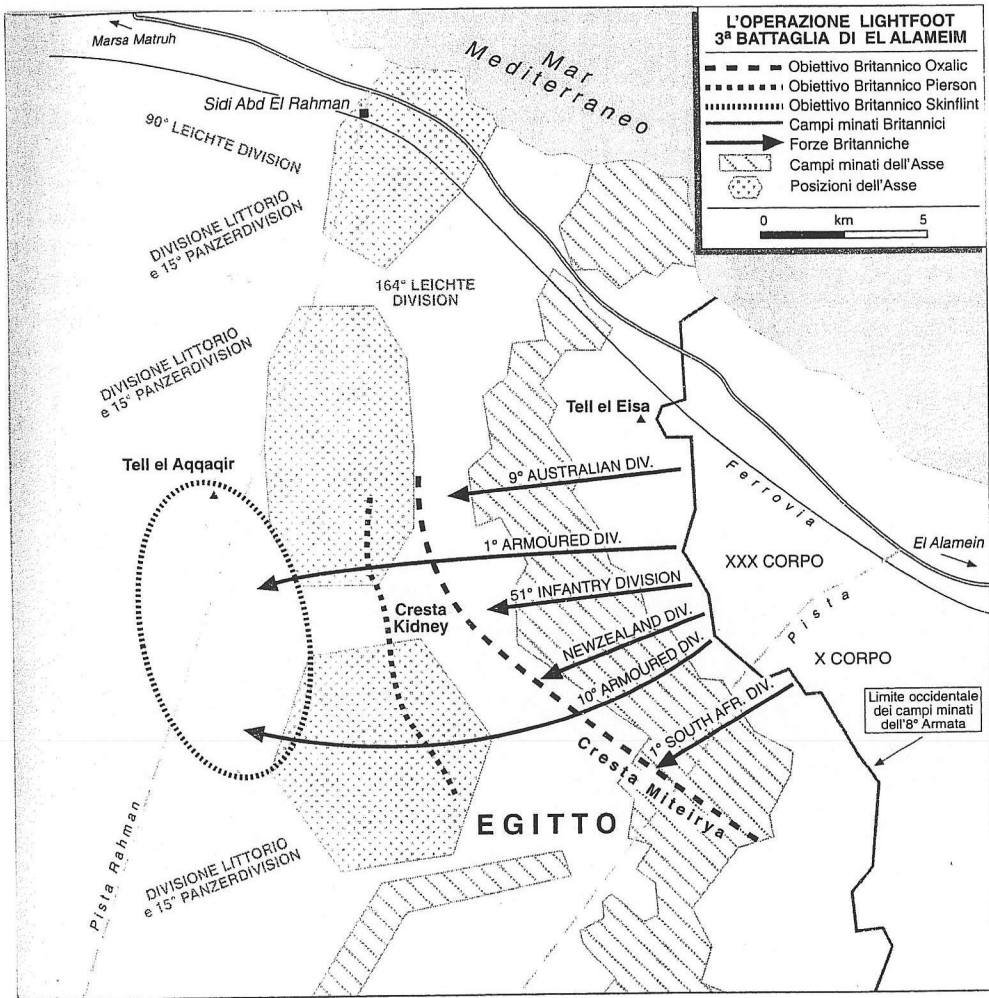 L'OPERAZIONE LIGHTFOOT
3ª BATTAGLIA DI EL ALAMEIM
Obiettivo Britannico Oxalic
Obiettivo Britannico Pierson
Obiettivo Britannico Skinflint
Campi minati Britannici
Forze Britanniche
Campi minati dell'Asse
Posizioni dell'Asse
0 km 5
Marsa Matruh
Mar
Mediterraneo
Sidi Abd El Rahman
90° LEICHTE DIVISION
DIVISIONE LITTORIO
e 15° PANZERDIVISION
164° LEICHTE
DIVISION
DIVISIONE LITTORIO
e 15° PANZERDIVISION
Tell el Eisa
Tell el Aqqaqir
9° AUSTRALIAN DIV.
Ferrovia
El Alamein
1° ARMOURED DIV.
XXX CORPO
51° INFANTRY DIVISION
Cresta
Kidney
Pista
NEWZEALAND DIV.
X CORPO
10° ARMOURED DIV.
1° SOUTH AFR. DIV.
Limite occidentale
dei campi minati
dell'8° Armata
Cresta Miteirya
EGITTO
DIVISIONE LITTORIO
e 15° PANZERDIVISION
Pista Rahman